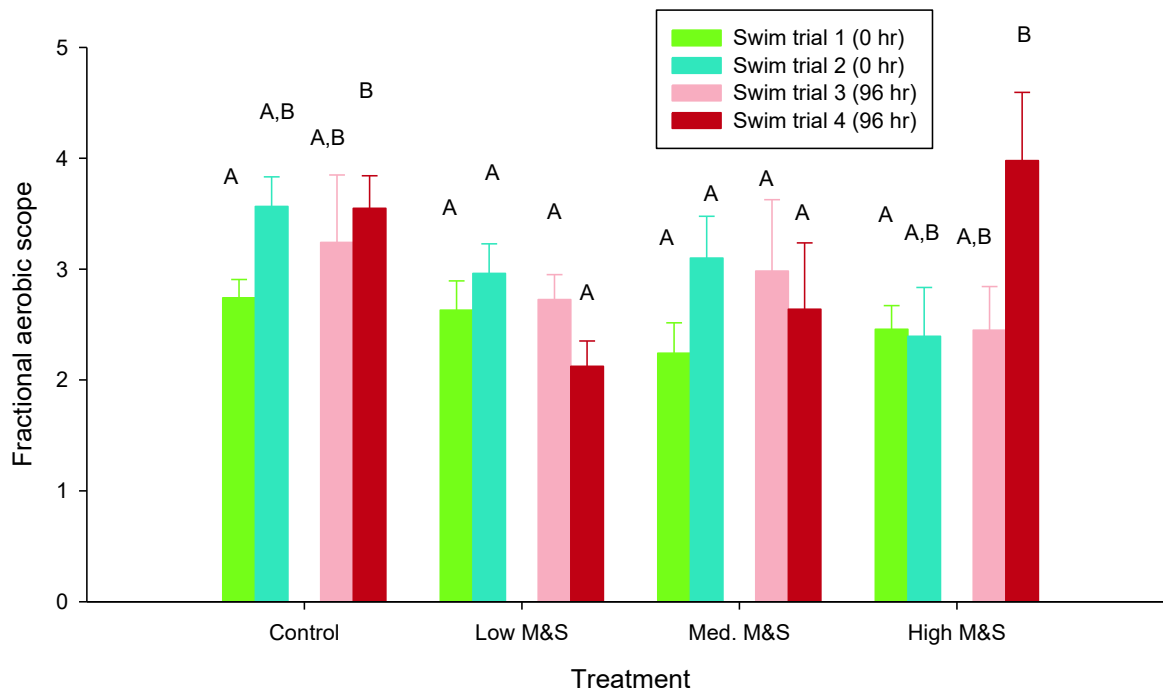 Swim trial 1 (0 hr)
Swim trial 2 (0 hr)
Swim trial 3 (96 hr)
Swim trial 4 (96 hr)
B
5
A,B
B
A,B
4
A
A
A
A
A
A
A
A
A
A,B
A,B
A
3
2
1
0
Fractional aerobic scope
Control
Low M&S
Med. M&S
High M&S
Treatment